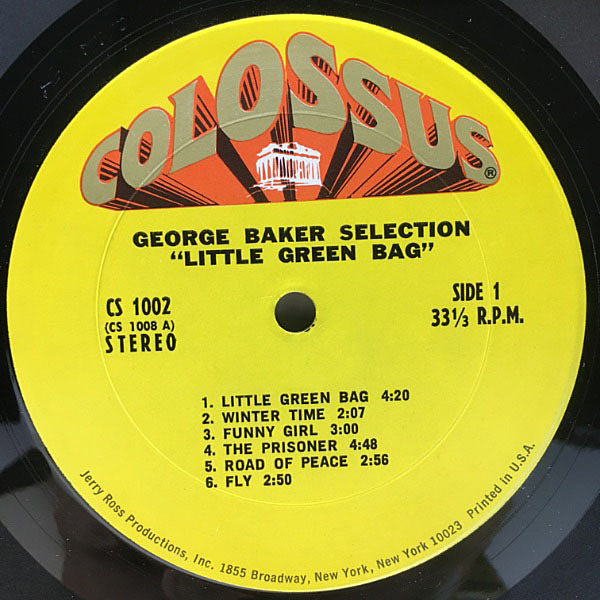 COLOSSUS®
GEORGE BAKER SELECTION
"LITTLE GREEN BAG"
CS 1002
(CS 1008 A)
STEREO
SIDE 1
33⅓ R.P.M.
1. LITTLE GREEN BAG 4:20
2. WINTER TIME 2:07
3. FUNNY GIRL 3:00
4. THE PRISONER 4:48
5. ROAD OF PEACE 2:56
6. FLY 2:50
Jerry Ross Productions, Inc. 1855 Broadway, New York, New York 10023 Printed in U.S.A.